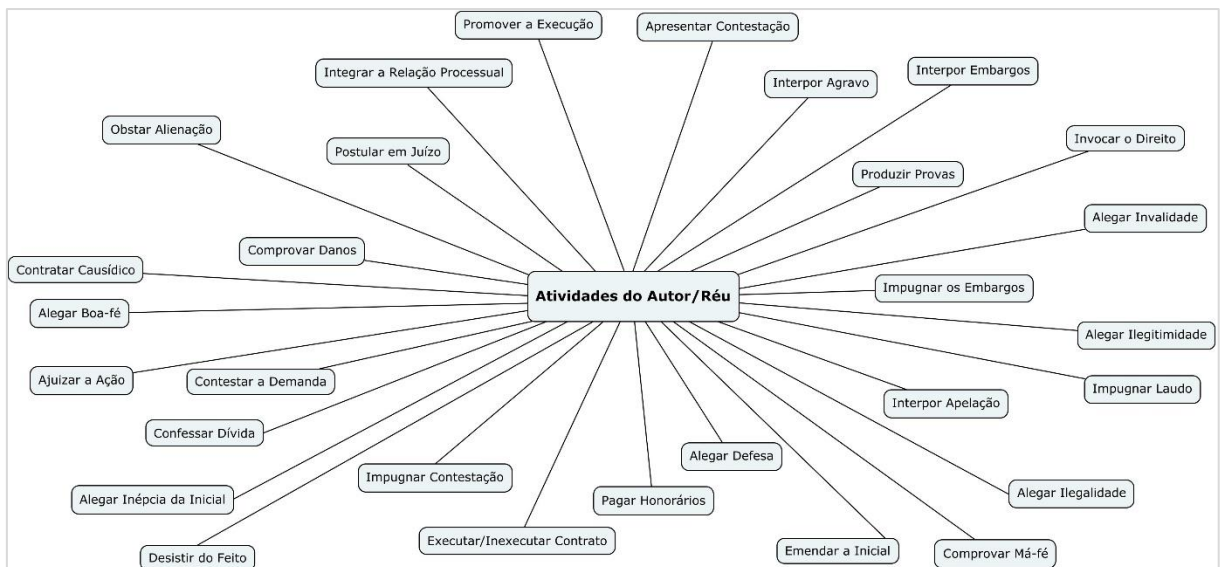 Promover a Execução
Apresentar Contestação
Integrar a Relação Processual
Interpor Agravo
Interpor Embargos
Obstar Alienação
Postular em Juízo
Produzir Provas
Invocar o Direito
Alegar Invalidade
Comprovar Danos
Contratar Causídico
Atividades do Autor/Réu
Impugnar os Embargos
Alegar Boa-fé
Alegar Ilegitimidade
Ajuizar a Ação
Contestar a Demanda
Impugnar Laudo
Interpor Apelação
Confessar Dívida
Alegar Defesa
Impugnar Contestação
Alegar Inépcia da Inicial
Pagar Honorários
Alegar Ilegalidade
Executar/Inexecutar Contrato
Desistir do Feito
Emendar a Inicial
Comprovar Má-fé